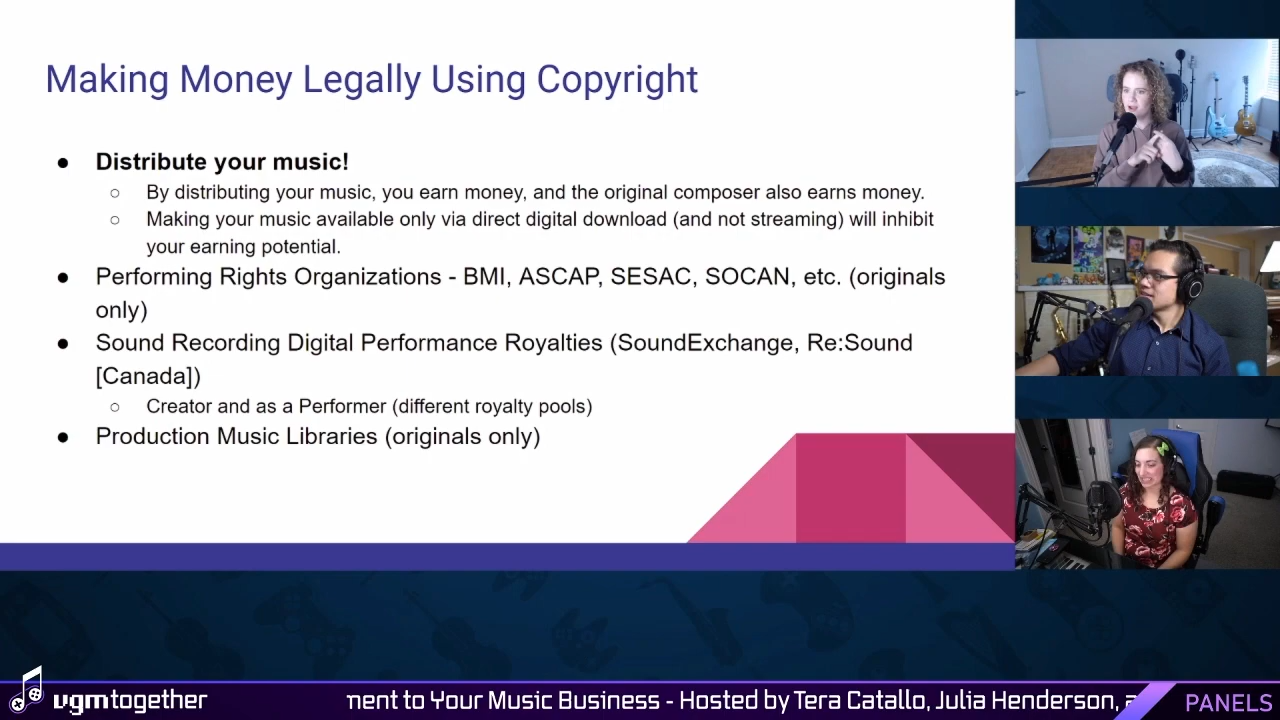 Making Money Legally Using Copyright
● Distribute your music!
○ By distributing your music, you earn money, and the original composer also earns money.
○ Making your music available only via direct digital download (and not streaming) will inhibit
your earning potential.
● Performing Rights Organizations - BMI, ASCAP, SESAC, SOCAN, etc. (originals
only)
● Sound Recording Digital Performance Royalties (SoundExchange, Re:Sound
[Canada])
○ Creator and as a Performer (different royalty pools)
● Production Music Libraries (originals only)
vgmtogether
nent to Your Music Business - Hosted by Tera Catallo, Julia Henderson, a
PANELS